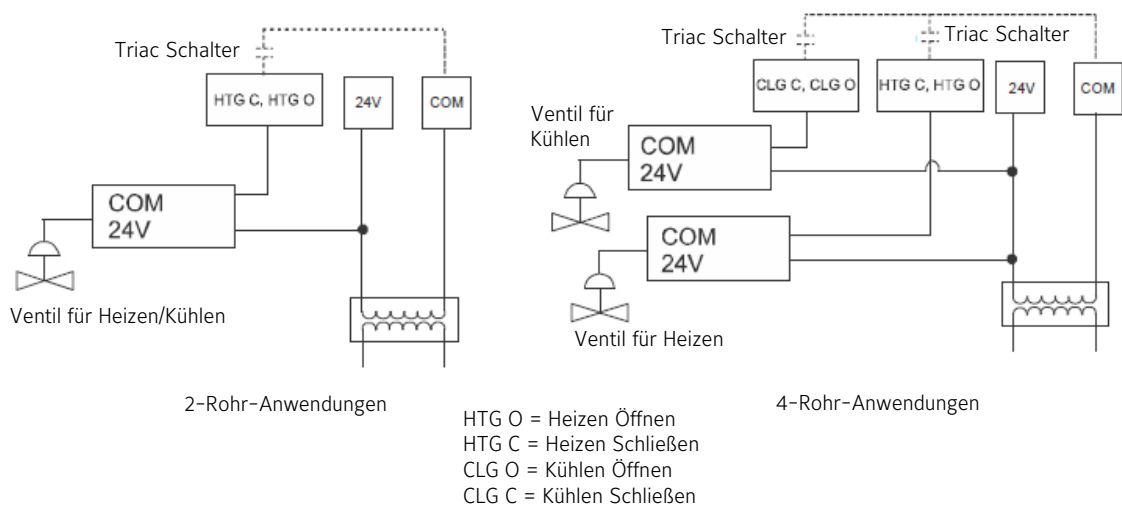 Triac Schalter
HTG C, HTG O
24V
COM
COM
24V
Ventil für Heizen/Kühlen
2-Rohr-Anwendungen
Triac Schalter
Triac Schalter
CLG C, CLG O
HTG C, HTG O
24V
COM
Ventil für
Kühlen
COM
24V
COM
24V
Ventil für Heizen
4-Rohr-Anwendungen
HTG O = Heizen Öffnen
HTG C = Heizen Schließen
CLG O = Kühlen Öffnen
CLG C = Kühlen Schließen